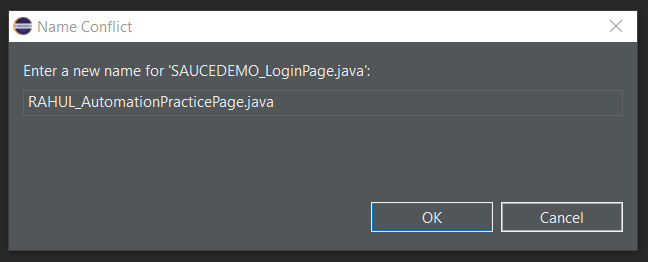 Name Conflict
Enter a new name for 'SAUCEDEMO_LoginPage.java':
RAHUL_AutomationPracticePage.java
OK Cancel